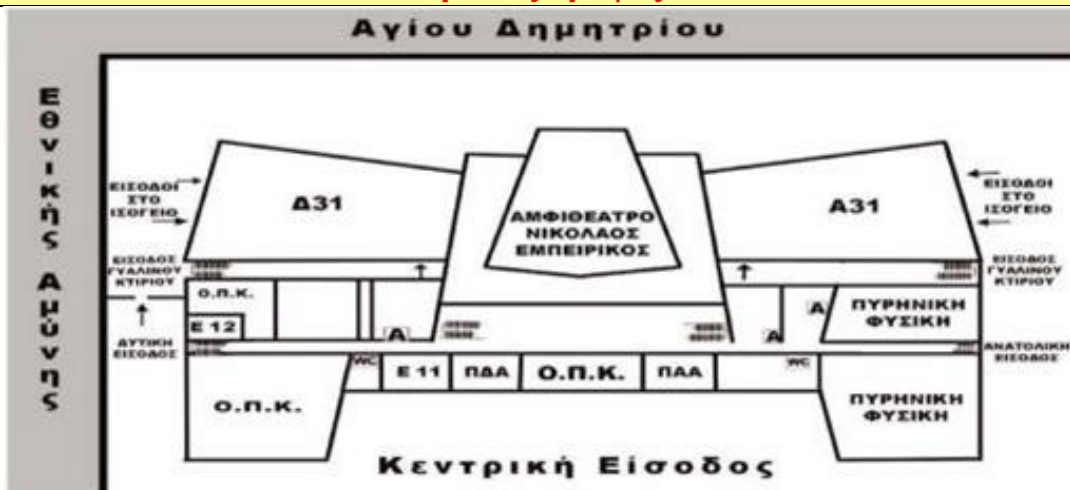 Αγίου Δημητρίου
Εθνικής Αμύνης
ΕΙΣΟΔΟΙ
ΣΤΟ
ΙΣΟΓΕΙΟ
Δ31
ΑΜΦΙΘΕΑΤΡΟ
ΝΙΚΟΛΑΟΣ
ΕΜΠΕΙΡΙΚΟΣ
Α31
ΕΙΣΟΔΟΙ
ΣΤΟ
ΙΣΟΓΕΙΟ
ΕΙΣΟΔΟΣ
ΓΥΑΛΙΝΟΥ
ΚΤΙΡΙΟΥ
ΕΙΣΟΔΟΣ
ΓΥΑΛΙΝΟΥ
ΚΤΙΡΙΟΥ
Ο.Π.Κ.
Ε 12
Α
Α
Α
ΠΥΡΗΝΙΚΗ
ΦΥΣΙΚΗ
ΔΥΤΙΚΗ
ΕΙΣΟΔΟΣ
ΑΝΑΤΟΛΙΚΗ
ΕΙΣΟΔΟΣ
WC
Ε 11
ΠΔΑ
Ο.Π.Κ.
ΠΑΑ
WC
Ο.Π.Κ.
ΠΥΡΗΝΙΚΗ
ΦΥΣΙΚΗ
Κεντρική Είσοδος